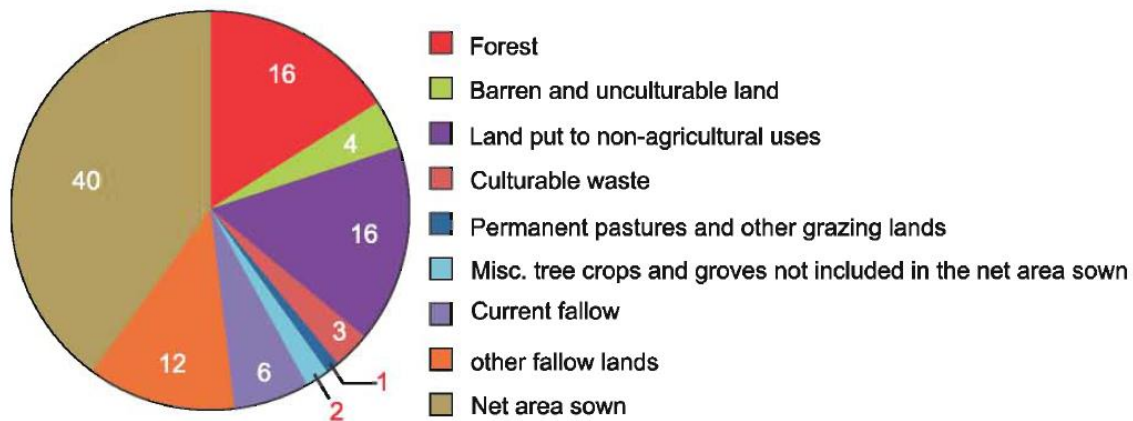 16
4
16
3
1
2
6
12
40
Forest
Barren and unculturable land
Land put to non-agricultural uses
Culturable waste
Permanent pastures and other grazing lands
Misc. tree crops and groves not included in the net area sown
Current fallow
other fallow lands
Net area sown